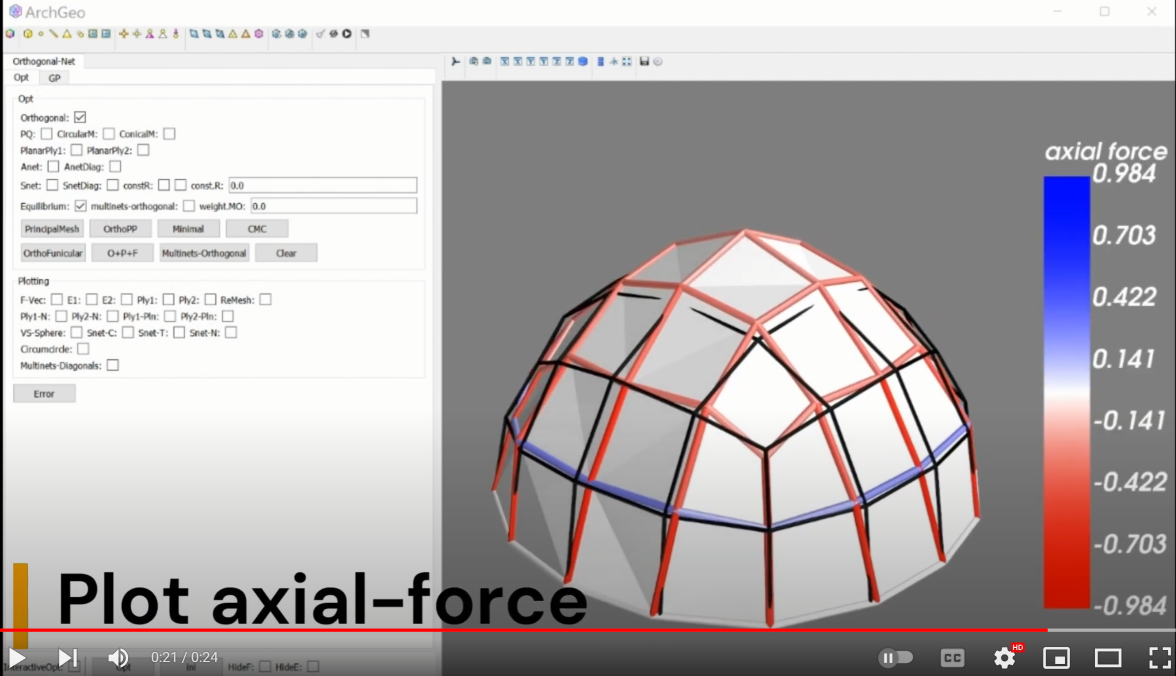 ArchGeo
Orthogonal-Net
Opt GP
Opt
Orthogonal:
PQ: CircularM: ConicalM:
PlanarPly1: PlanarPly2:
Anet: AnetDiag:
Snet: SnetDiag: constR: const.R: 0.0
Equilibrium: multinets-orthogonal: weight.MO: 0.0
PrincipalMesh OrthoPP Minimal CMC
OrthoFunicular O+P+F Multinets-Orthogonal Clear
Plotting
F-Vec: E1: E2: Ply1: Ply2: ReMesh:
Ply1-N: Ply2-N: Ply1-Pln: Ply2-Pln:
VS-Sphere: Snet-C: Snet-T: Snet-N:
Circumcircle:
Multinets-Diagonals:
Error
axial force
0.984
0.703
0.422
0.141
-0.141
-0.422
-0.703
-0.984
Plot axial-force
0:21 / 0:24
CC
HD
InteractiveOpt: Opt Ini HideF: HideE: